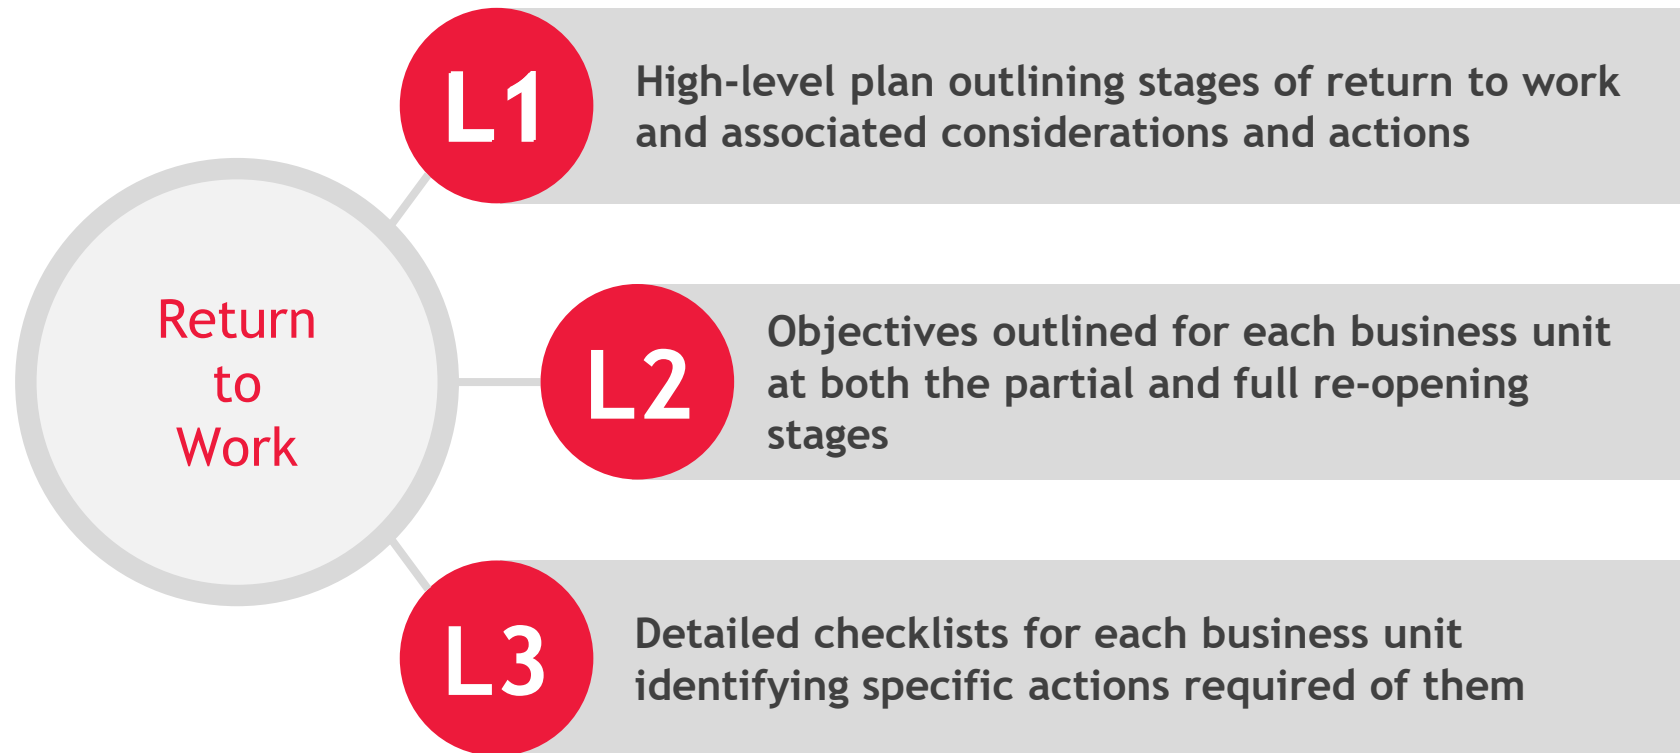 L1
High-level plan outlining stages of return to work
and associated considerations and actions
Return
to
Work
L2
Objectives outlined for each business unit
at both the partial and full re-opening
stages
L3
Detailed checklists for each business unit
identifying specific actions required of them